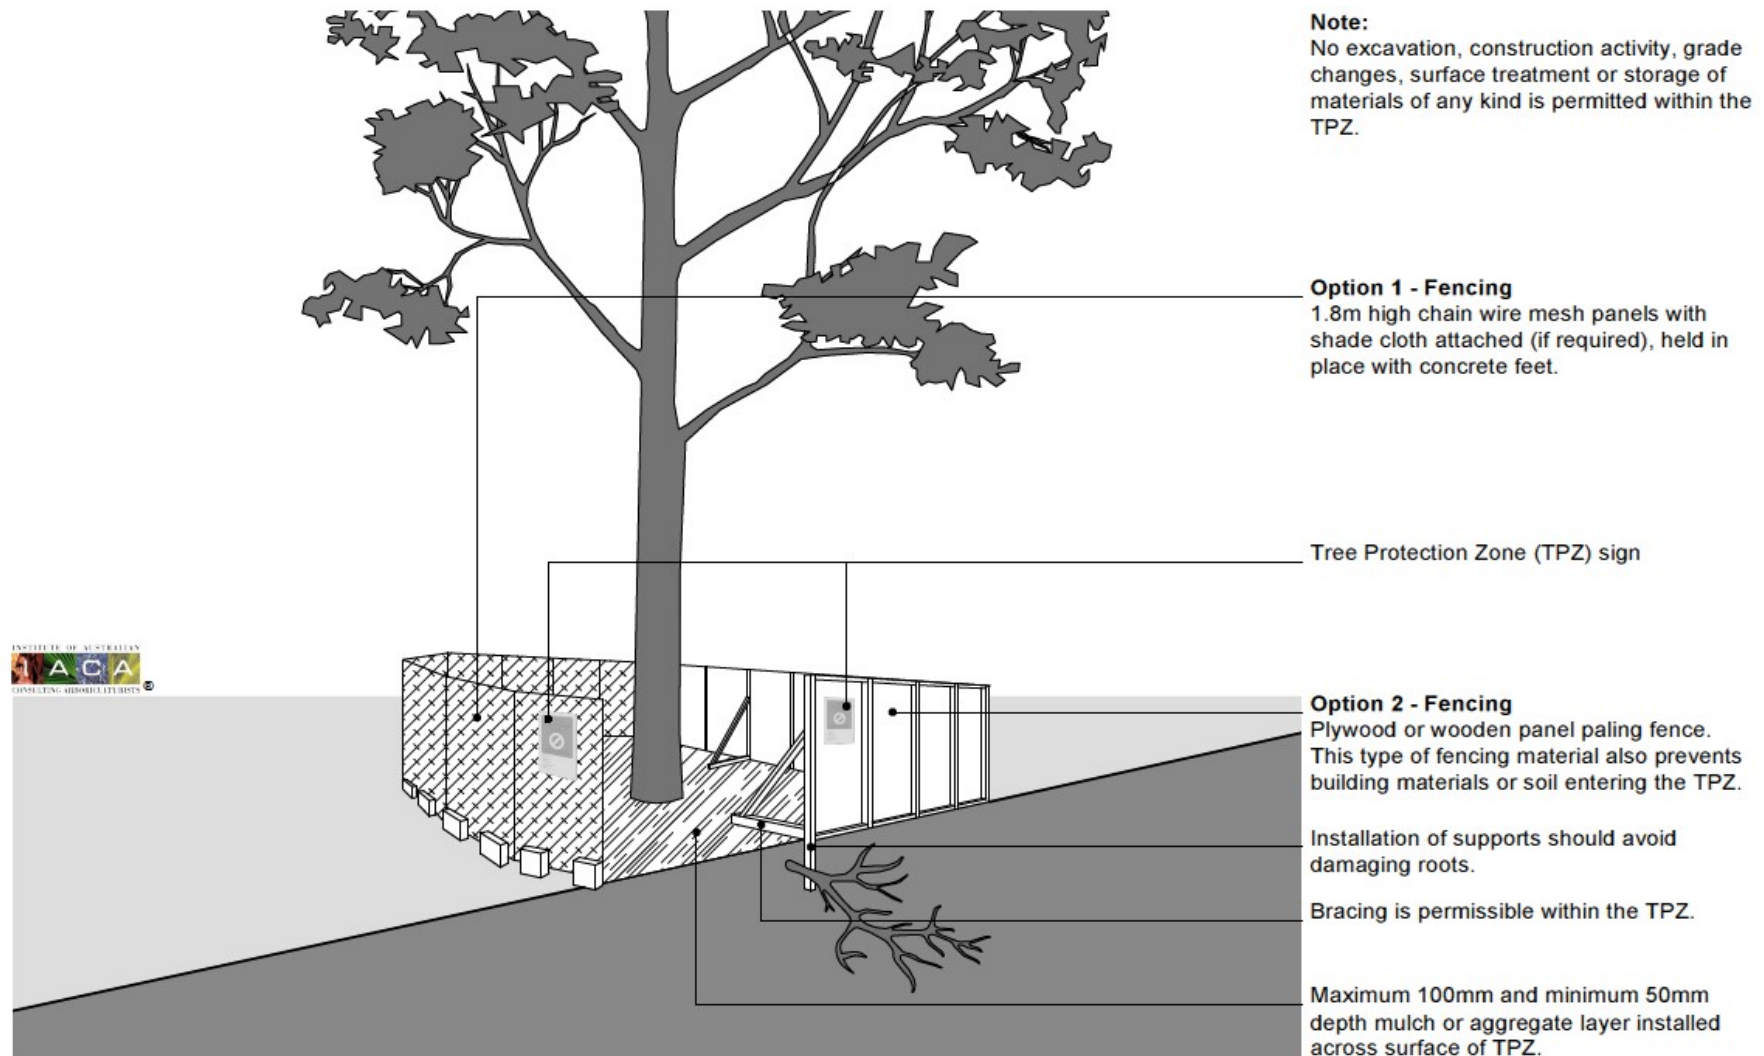 Note:
No excavation, construction activity, grade
changes, surface treatment or storage of
materials of any kind is permitted within the
TPZ.
Option 1 - Fencing
1.8m high chain wire mesh panels with
shade cloth attached (if required), held in
place with concrete feet.
Tree Protection Zone (TPZ) sign
INSTITUTE OF AUSTRALIAN
IACA
CONSULTING ARBORICULTURISTS ®
Option 2 - Fencing
Plywood or wooden panel paling fence.
This type of fencing material also prevents
building materials or soil entering the TPZ.
Installation of supports should avoid
damaging roots.
Bracing is permissible within the TPZ.
Maximum 100mm and minimum 50mm
depth mulch or aggregate layer installed
across surface of TPZ.